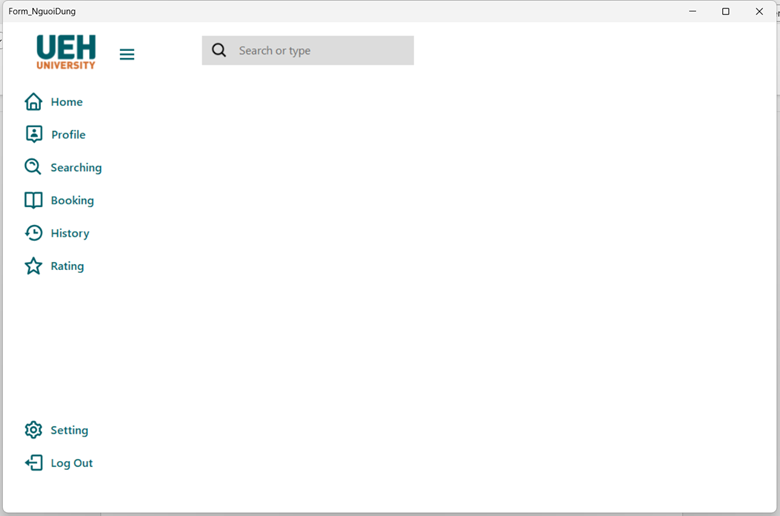 Form_NguoiDung
UEH
UNIVERSITY
Search or type
Home
Profile
Searching
Booking
History
Rating
Setting
Log Out